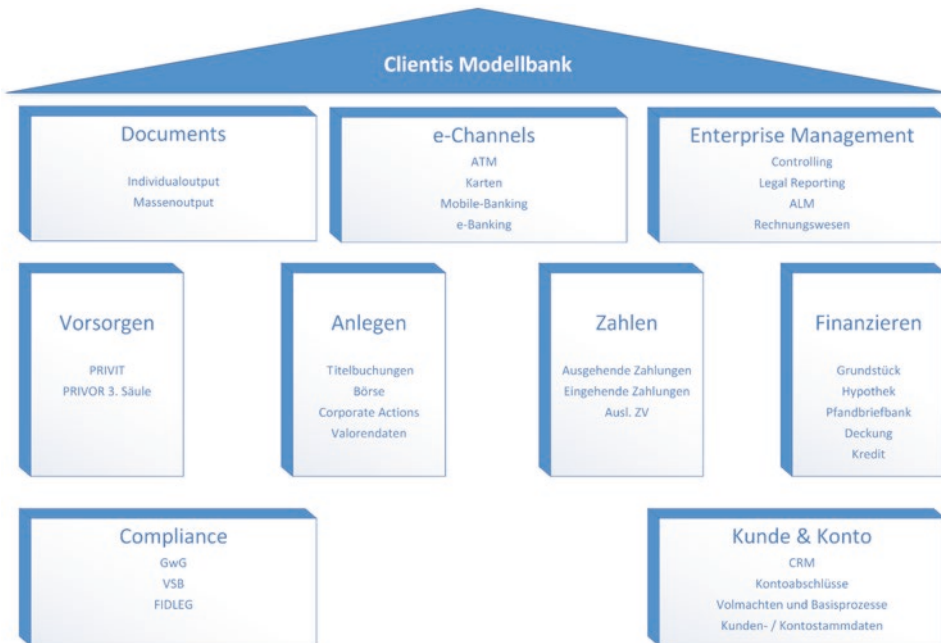 Clientis Modellbank
Documents
Individualoutput
Massenoutput
e-Channels
ATM
Karten
Mobile-Banking
e-Banking
Enterprise Management
Controlling
Legal Reporting
ALM
Rechnungswesen
Vorsorgen
PRIVIT
PRIVOR 3. Säule
Anlegen
Titelbuchungen
Börse
Corporate Actions
Valorendaten
Zahlen
Ausgehende Zahlungen
Eingehende Zahlungen
Ausl. ZV
Finanzieren
Grundstück
Hypothek
Pfandbriefbank
Deckung
Kredit
Compliance
GwG
VSB
FIDLEG
Kunde & Konto
CRM
Kontoabschlüsse
Volmachten und Basisprozesse
Kunden- / Kontostammdaten